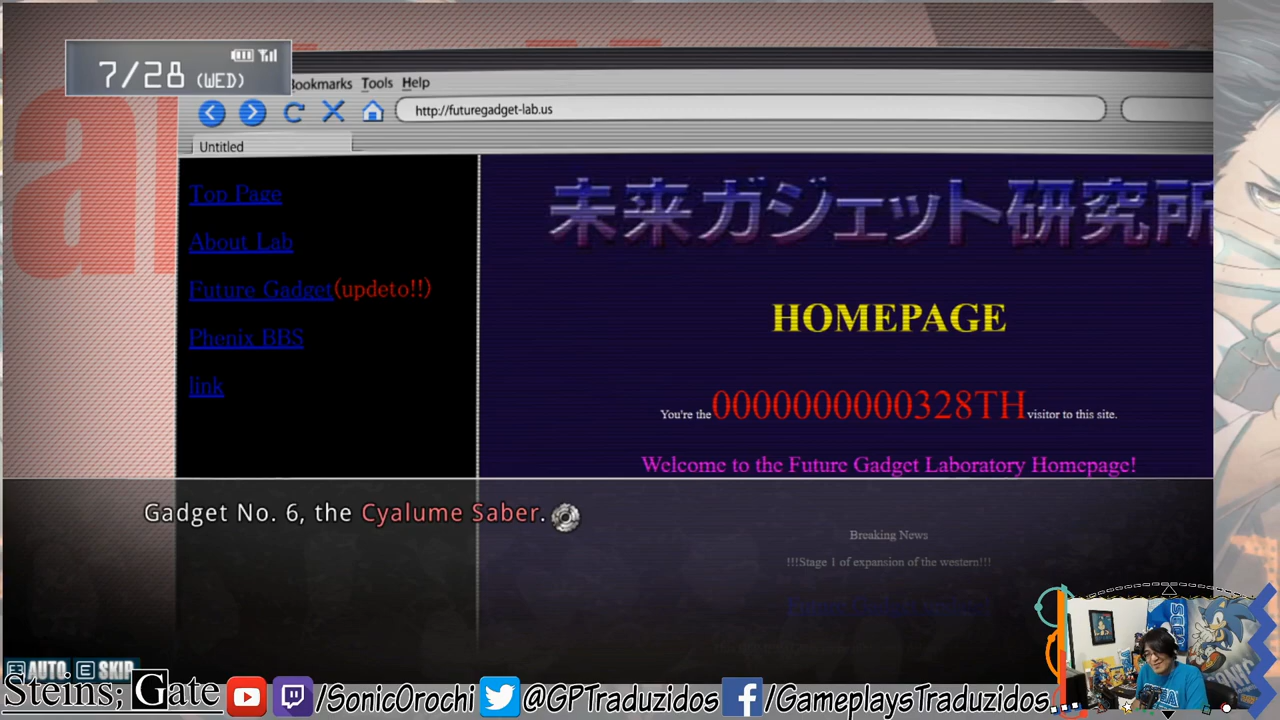 7/28 (WED)
Bookmarks Tools Help
http://futuregadget-lab.us
Untitled
Top Page
About Lab
Future Gadget(updeto!!)
Phenix BBS
link
未来ガジェット研究所
HOMEPAGE
You're the 0000000000328TH visitor to this site.
Welcome to the Future Gadget Laboratory Homepage!
Gadget No. 6, the Cyalume Saber.
Breaking News
!!!Stage 1 of expansion of the western!!!
AUTO E SKIP
Steins;Gate /SonicOrochi @GPTraduzidos /GameplaysTraduzidos
SEGA
SONIC